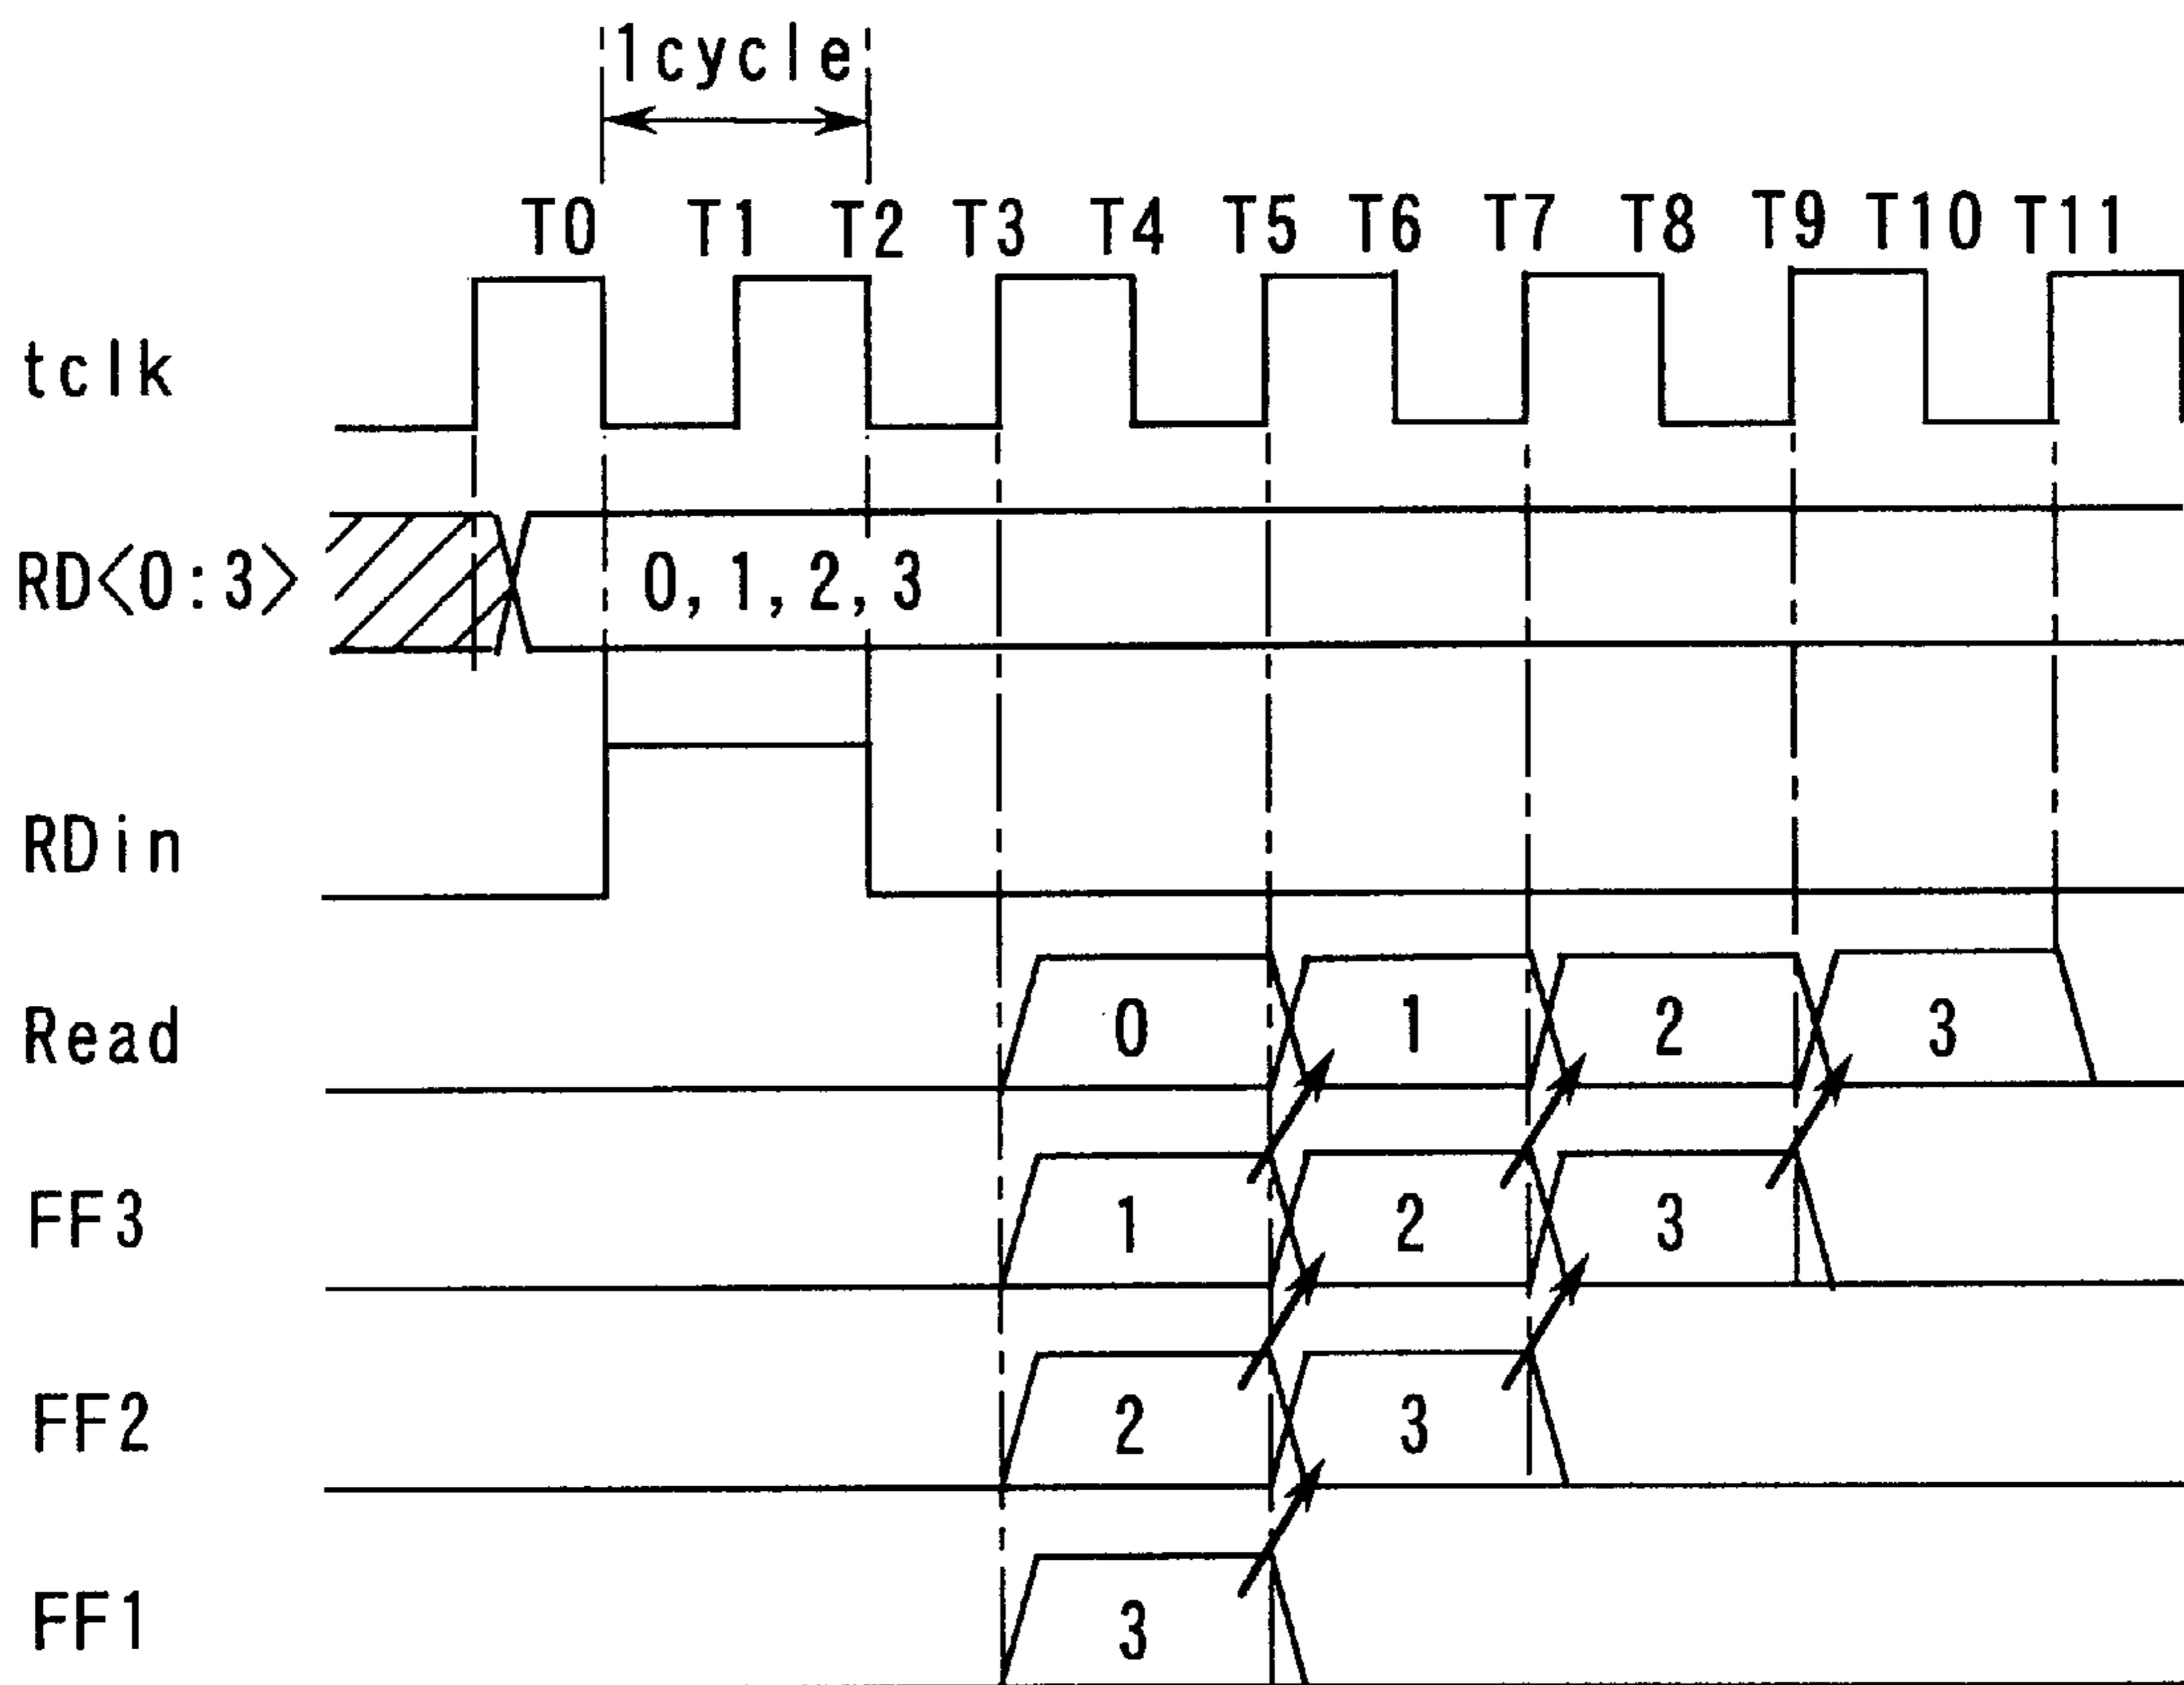 1cycle
T0 T1 T2 T3 T4 T5 T6 T7 T8 T9 T10 T11
tclk
RD<0:3> 0,1,2,3
RDin
Read 0 1 2 3
FF3 1 2 3
FF2 2 3
FF1 3